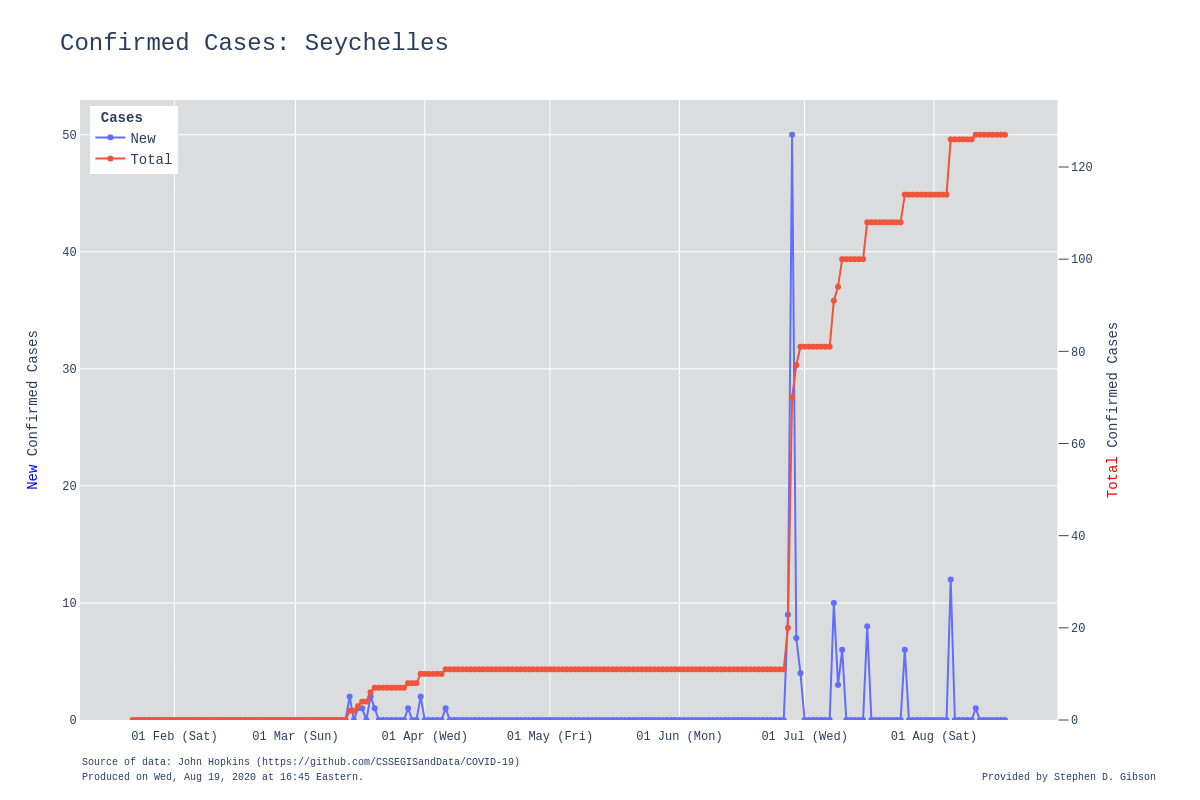 Confirmed Cases: Seychelles
Cases
New
Total
50
40
30
20
10
0
New Confirmed Cases
120
100
80
60
40
20
0
Total Confirmed Cases
01 Feb (Sat) 01 Mar (Sun) 01 Apr (Wed) 01 May (Fri) 01 Jun (Mon) 01 Jul (Wed) 01 Aug (Sat)
Source of data: John Hopkins (https://github.com/CSSEGISandData/COVID-19)
Produced on Wed, Aug 19, 2020 at 16:45 Eastern.
Provided by Stephen D. Gibson